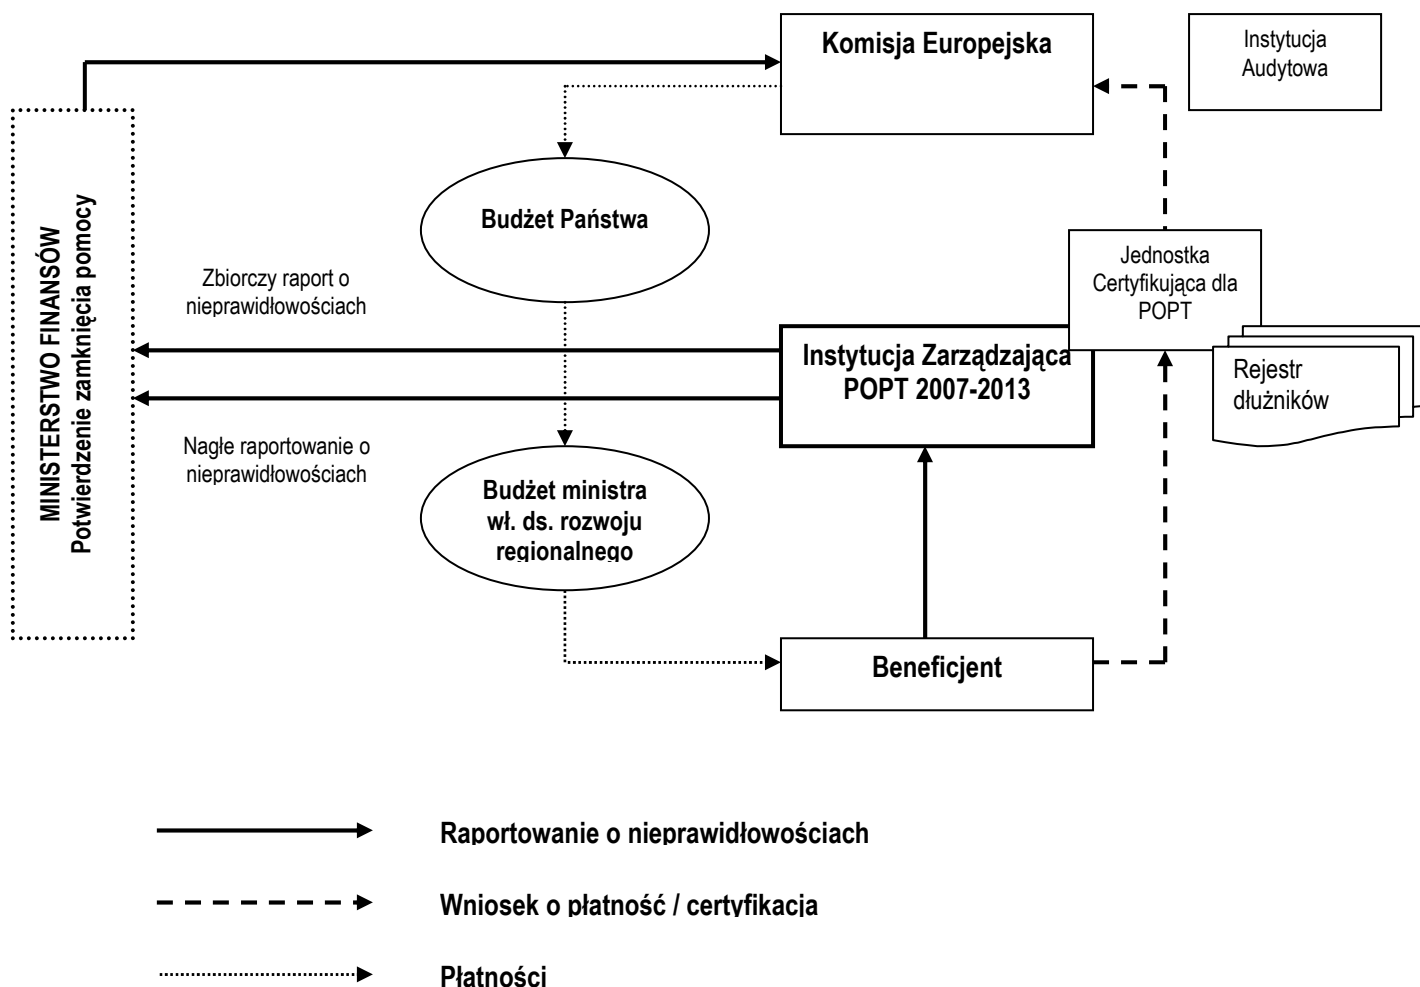 Komisja Europejska
Instytucja
Audytowa
MINISTERSTWO FINANSÓW
Potwierdzenie zamknięcia pomocy
Budżet Państwa
Jednostka
Certyfikująca dla
POPT
Zbiorczy raport o
nieprawidłowościach
Instytucja Zarządzająca
POPT 2007-2013
Rejestr
dłużników
Nagłe raportowanie o
nieprawidłowościach
Budżet ministra
wł. ds. rozwoju
regionalnego
Beneficjent
Raportowanie o nieprawidłowościach
Wniosek o płatność / certyfikacja
Płatności